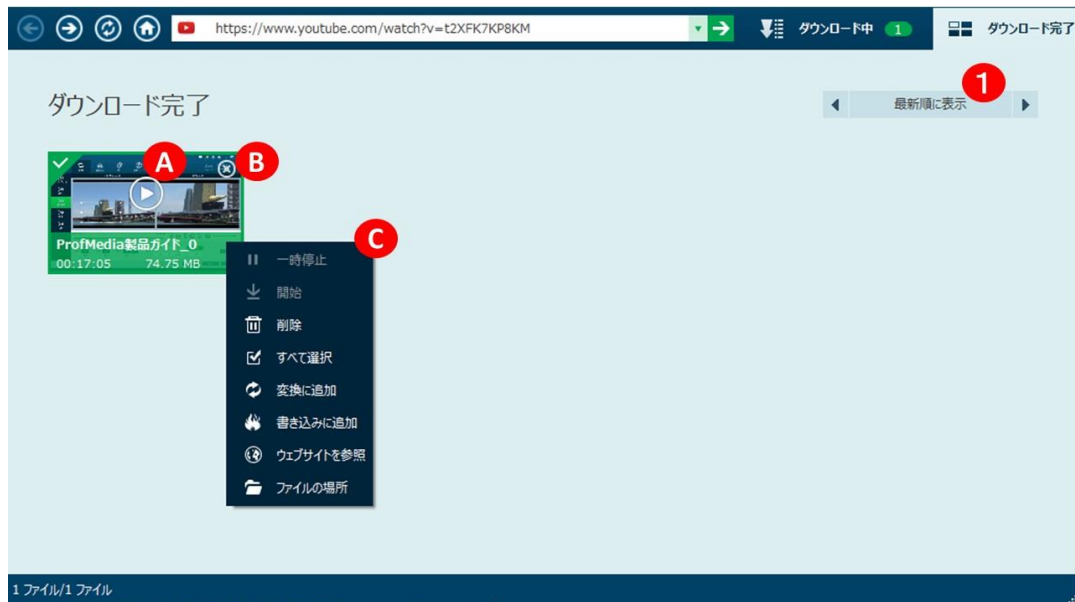 https://www.youtube.com/watch?v=t2XFK7KP8KM
ダウンロード中 1
ダウンロード完了
1
ダウンロード完了
最新順に表示
A
B
ProfMedia製品ガイド_0
00:17:05 74.75 MB
C
一時停止
開始
削除
すべて選択
変換に追加
書き込みに追加
ウェブサイトを参照
ファイルの場所
1 ファイル/1 ファイル